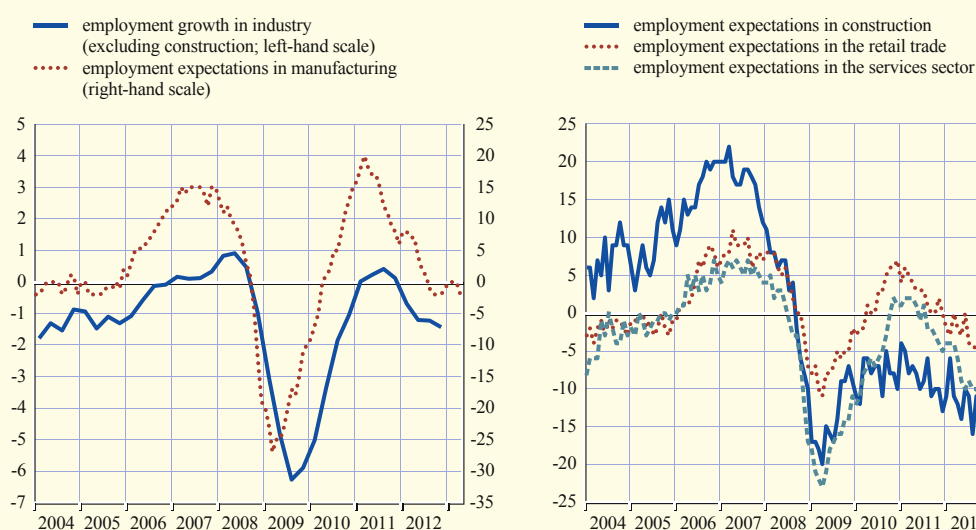 employment growth in industry
(excluding construction; left-hand scale)
employment expectations in manufacturing
(right-hand scale)
5 25
4 20
3 15
2 10
1 5
0 0
-1 -5
-2 -10
-3 -15
-4 -20
-5 -25
-6 -30
-7 -35
2004 2005 2006 2007 2008 2009 2010 2011 2012
employment expectations in construction
employment expectations in the retail trade
employment expectations in the services sector
25
20
15
10
5
0
-5
-10
-15
-20
-25
2004 2005 2006 2007 2008 2009 2010 2011 201